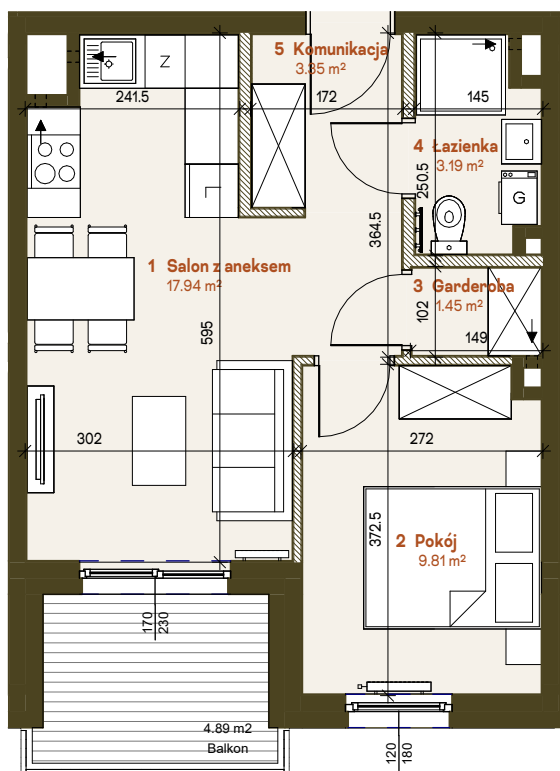 5 Komunikacja
3.35 m²
Z
241.5
172
145
4 Łazienka
3.19 m²
250.5
G
L
364.5
1 Salon z aneksem
17.94 m²
3 Garderoba
1.45 m²
102
149
595
302
272
372.5
2 Pokój
9.81 m²
170
230
4.89 m2
Balkon
120
180